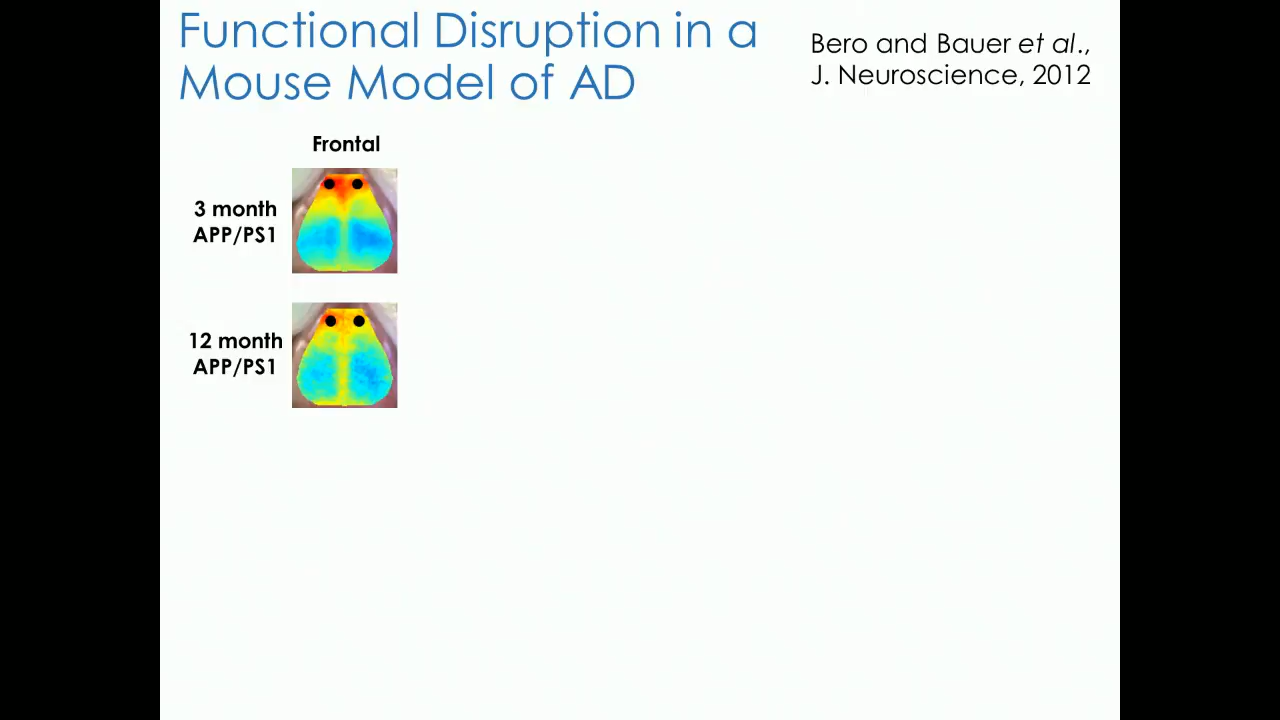 Functional Disruption in a
Mouse Model of AD
Bero and Bauer et al.,
J. Neuroscience, 2012
Frontal
3 month
APP/PS1
12 month
APP/PS1